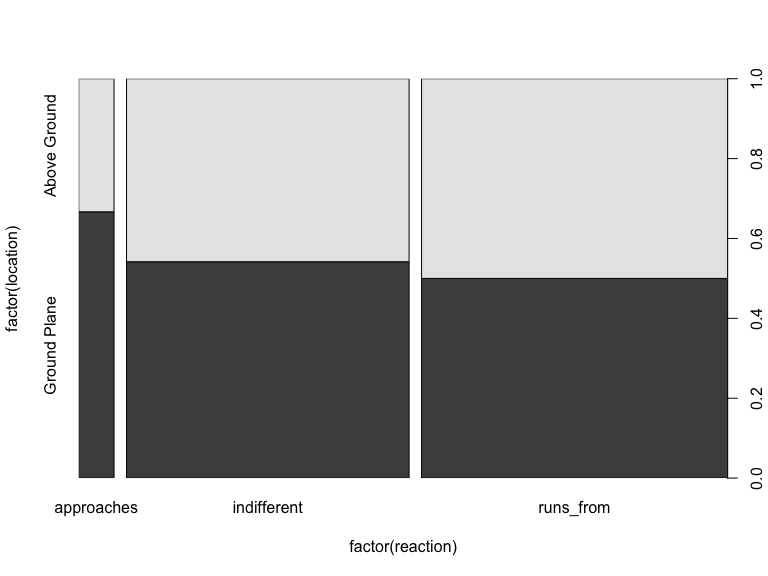 factor(location)
Above Ground
Ground Plane
1.0
0.8
0.6
0.4
0.2
0.0
approaches
indifferent
runs_from
factor(reaction)